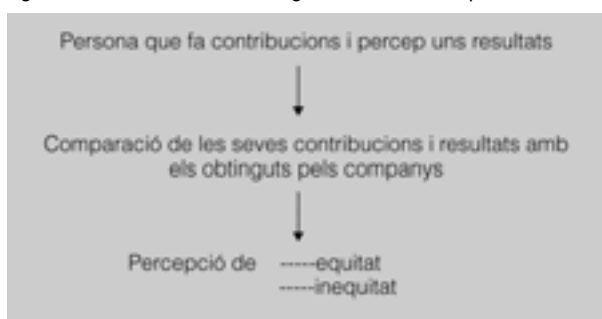 Persona que fa contribucions i percep uns resultats
Comparació de les seves contribucions i resultats amb
els obtinguts pels companys
Percepció de -----equitat
-----inequitat